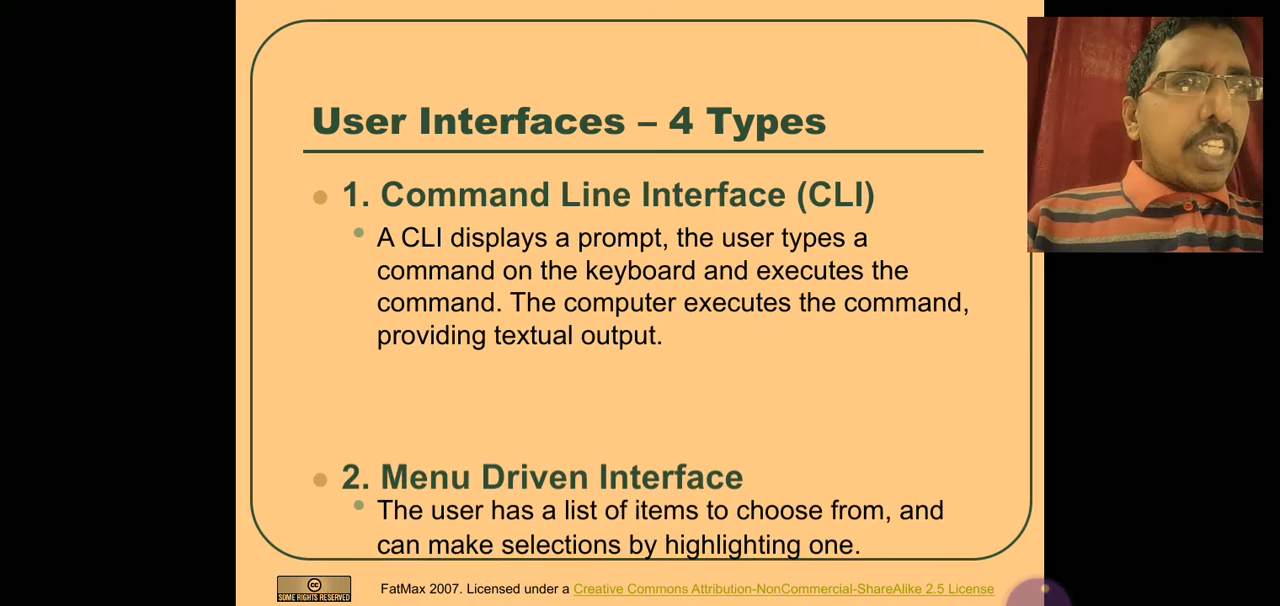 User Interfaces – 4 Types
1. Command Line Interface (CLI)
A CLI displays a prompt, the user types a
command on the keyboard and executes the
command. The computer executes the command,
providing textual output.
2. Menu Driven Interface
The user has a list of items to choose from, and
can make selections by highlighting one.
cc
SOME RIGHTS RESERVED
FatMax 2007. Licensed under a Creative Commons Attribution-NonCommercial-ShareAlike 2.5 License